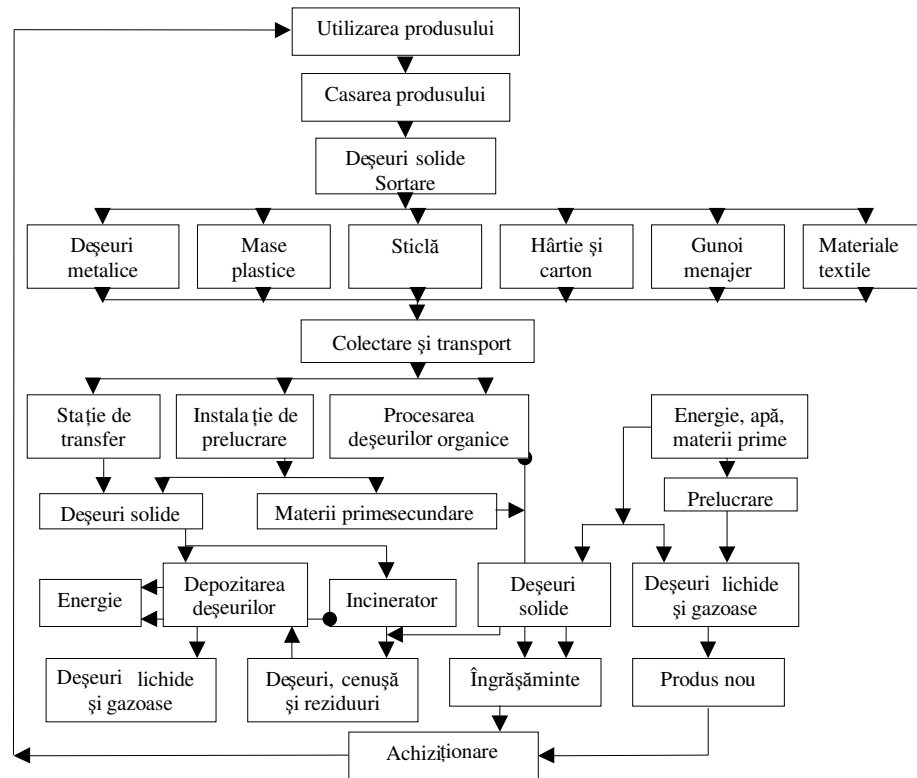 Utilizarea produsului
Casarea produsului
Deşeuri solide
Sortare
Deşeuri
metalice
Mase
plastice
Sticlă
Hârtie şi
carton
Gunoi
menajer
Materiale
textile
Colectare şi transport
Staţie de
transfer
Instalaţie de
prelucrare
Procesarea
deşeurilor organice
Energie, apă,
materii prime
Deşeuri solide
Materii primesecundare
Prelucrare
Energie
Depozitarea
deşeurilor
Incinerator
Deşeuri
solide
Deşeuri lichide
şi gazoase
Deşeuri lichide
şi gazoase
Deşeuri, cenuşă
şi reziduuri
Îngrăşăminte
Produs nou
Achiziţionare